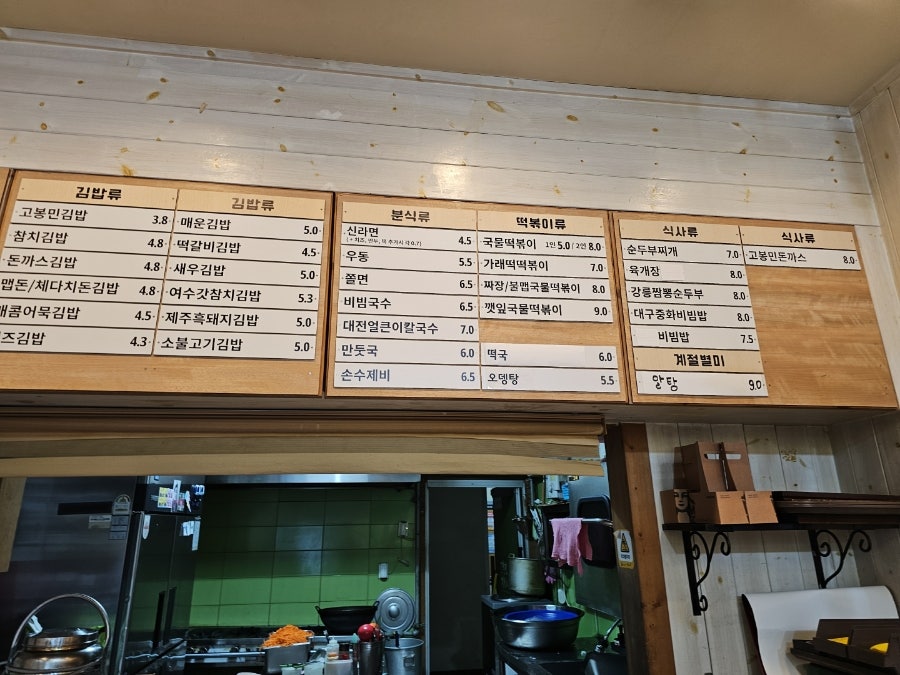 김밥류
고봉민김밥 3.8
참치김밥 4.8
돈까스김밥 4.8
맵돈/체다치돈김밥 4.8
매콤어묵김밥 4.5
즈김밥 4.3
김밥류
매운김밥 5.0
떡갈비김밥 4.5
새우김밥 5.0
여수갓참치김밥 5.3
제주흑돼지김밥 5.0
소불고기김밥 5.0
분식류
신라면 4.5
우동 5.5
쫄면 6.5
비빔국수 6.5
대전얼큰이칼국수 7.0
만둣국 6.0
손수제비 6.5
떡볶이류
국물떡볶이 1인 5.0 / 2인 8.0
가래떡떡볶이 7.0
짜장/불맵국물떡볶이 8.0
깻잎국물떡볶이 9.0
떡국 6.0
오뎅탕 5.5
식사류
순두부찌개 7.0
육개장 8.0
강릉짬뽕순두부 8.0
대구중화비빔밥 8.0
비빔밥 7.5
계절별미
알탕 9.0
식사류
고봉민돈까스 8.0